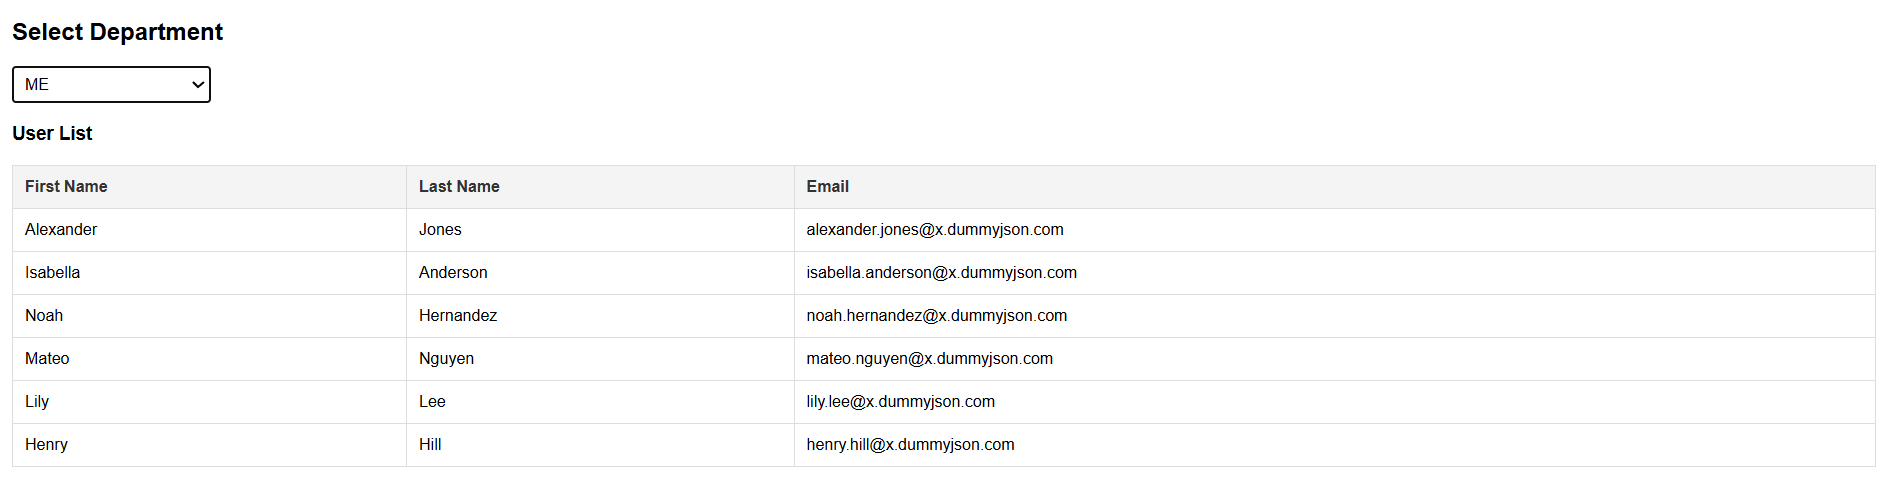 Select Department
ME
User List
First Name Last Name Email
Alexander Jones alexander.jones@x.dummyjson.com
Isabella Anderson isabella.anderson@x.dummyjson.com
Noah Hernandez noah.hernandez@x.dummyjson.com
Mateo Nguyen mateo.nguyen@x.dummyjson.com
Lily Lee lily.lee@x.dummyjson.com
Henry Hill henry.hill@x.dummyjson.com